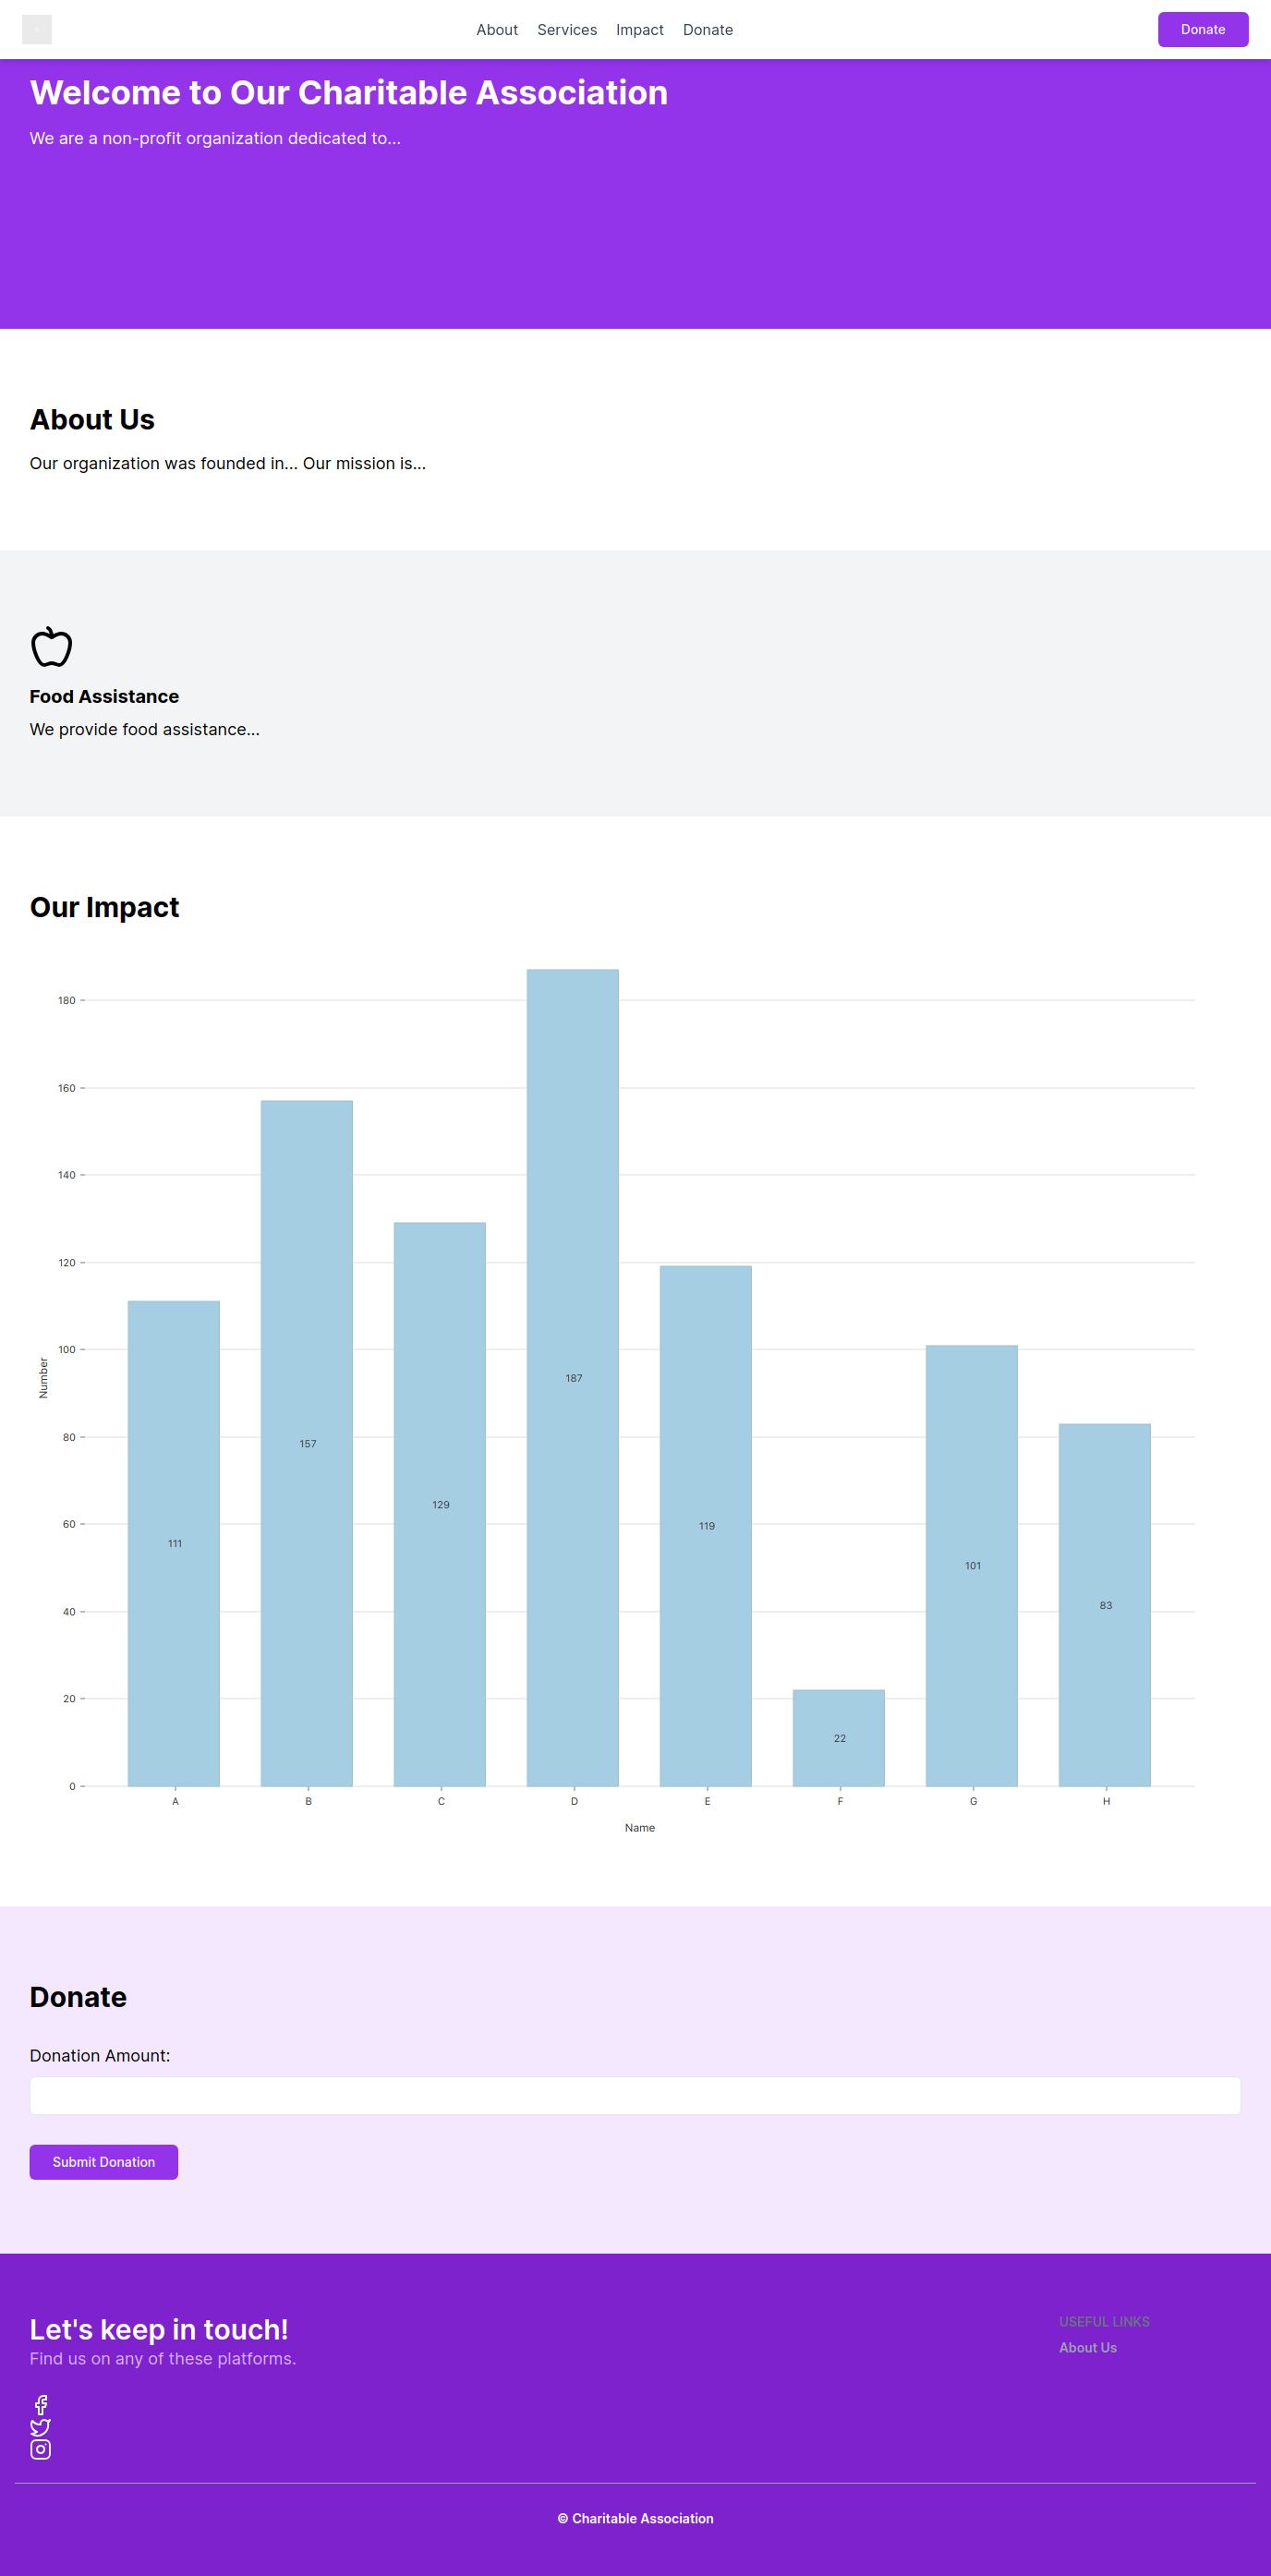 About Services Impact Donate Donate
Welcome to Our Charitable Association
We are a non-profit organization dedicated to...
About Us
Our organization was founded in... Our mission is...
Food Assistance
We provide food assistance...
Our Impact
180
160
140
120
100
80
60
40
20
0
Number
111
157
129
187
119
22
101
83
A B C D E F G H
Name
Donate
Donation Amount:
Submit Donation
Let's keep in touch!
Find us on any of these platforms.
USEFUL LINKS
About Us
© Charitable Association